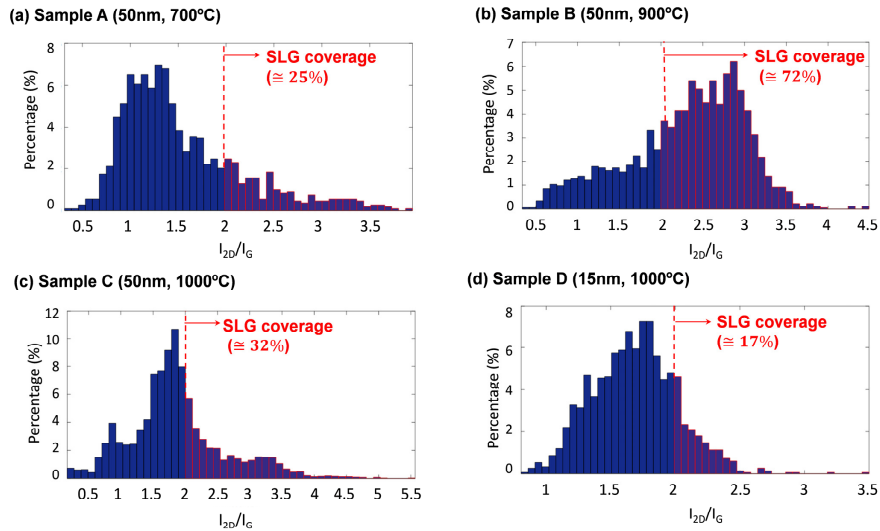 (a) Sample A (50nm, 700ºC)
SLG coverage
(≅ 25%)
Percentage (%)
8
6
4
2
0
0.5 1 1.5 2 2.5 3 3.5
I2D/IG
(b) Sample B (50nm, 900ºC)
SLG coverage
(≅ 72%)
Percentage (%)
7
6
5
4
3
2
1
0
0.5 1 1.5 2 2.5 3 3.5 4 4.5
I2D/IG
(c) Sample C (50nm, 1000ºC)
SLG coverage
(≅ 32%)
Percentage (%)
12
10
8
6
4
2
0
0.5 1 1.5 2 2.5 3 3.5 4 4.5 5 5.5
I2D/IG
(d) Sample D (15nm, 1000ºC)
SLG coverage
(≅ 17%)
Percentage (%)
8
6
4
2
0
1 1.5 2 2.5 3 3.5
I2D/IG